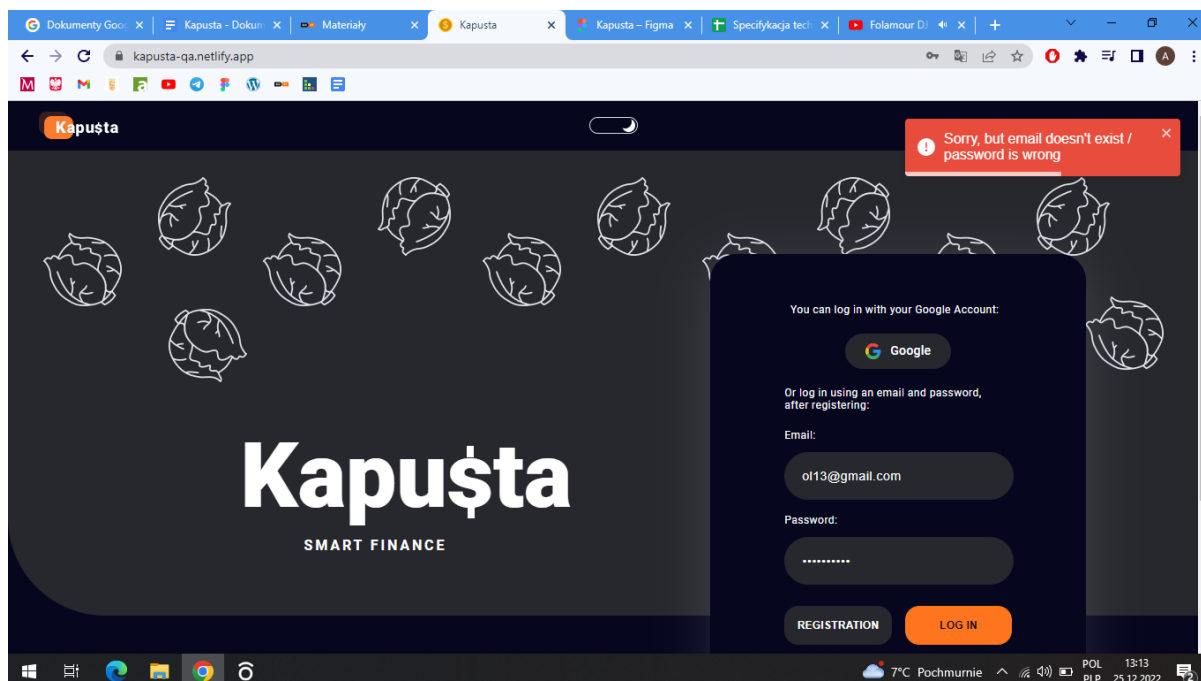 Dokumenty Goog
Kapusta - Dokum
Materiały
Kapusta
Kapusta – Figma
Specyfikacja tech
Folamour DJ
kapusta-qa.netlify.app
Kapu$ta
Sorry, but email doesn't exist /
password is wrong
You can log in with your Google Account:
Google
Or log in using an email and password,
after registering:
Email:
ol13@gmail.com
Password:
••••••••••
REGISTRATION
LOG IN
Kapu$ta
SMART FINANCE
7°C Pochmurnie
POL
PLP
13:13
25.12.2022